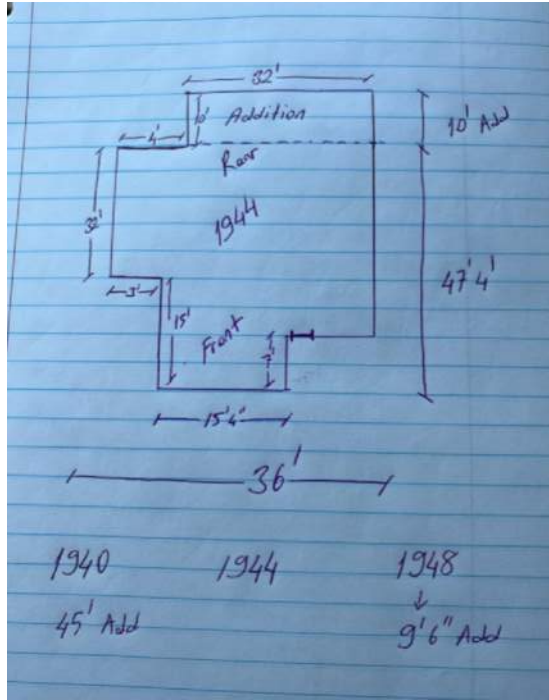 32'
10'
Addition
10' Add
4'
Rear
32'
1944
47'4'
3'
15'
Front
7'
15'4"
36'
1940 1944 1948
45' Add 9'6" Add